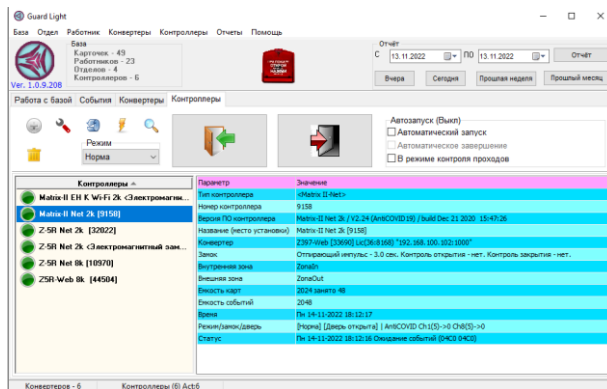 Guard Light
База Отдел Работник Конвертеры Контроллеры Отчеты Помощь
База
Карточек - 49
Работников - 23
Отделов - 4
Контроллеров - 6
Ver. 1.0.9.208
Отчёт
С 13.11.2022 ПО 13.11.2022 Отчёт
Вчера Сегодня Прошлая неделя Прошлый месяц
Работа с базой События Конвертеры Контроллеры
Режим
Норма
Автозапуск (Выкл)
Автоматический запуск
Автоматическое завершение
В режиме контроля проходов
Контроллеры
Matrix-II EH K Wi-Fi 2k <Электромагни...
Matrix-II Net 2k [9158]
Z-5R Net 2k [32022]
Z-5R Net 2k <Электромагнитный зам...
Z-5R Net 8k [10970]
Z5R-Web 8k [44504]
Параметр Значение
Тип контроллера <Matrix II-Net>
Номер контроллера 9158
Версия ПО контроллера Matrix-II Net 2k / V2.24 (AntiCOVID19) / build Dec 21 2020 15:47:26
Название (место установки) Matrix-II Net 2k [9158]
Конвертер Z397-Web [33690] Lic(36:8168) "192.168.100.102:1000"
Замок Отпирающий импульс - 3.0 сек. Контроль открытия - нет. Контроль закрытия - нет.
Внутренняя зона ZonaIn
Внешняя зона ZonaOut
Емкость карт 2024 занято 48
Емкость событий 2048
Время Пн 14-11-2022 18:12:17
Режим/замок/дверь [Норма] [Дверь открыта] | AntiCOVID Ch1(5)->0 Ch8(5)->0
Статус Пн 14-11-2022 18:12:16 Ожидание событий (04C0 04C0)
Конвертеров - 6 Контроллеры (6) Act:6